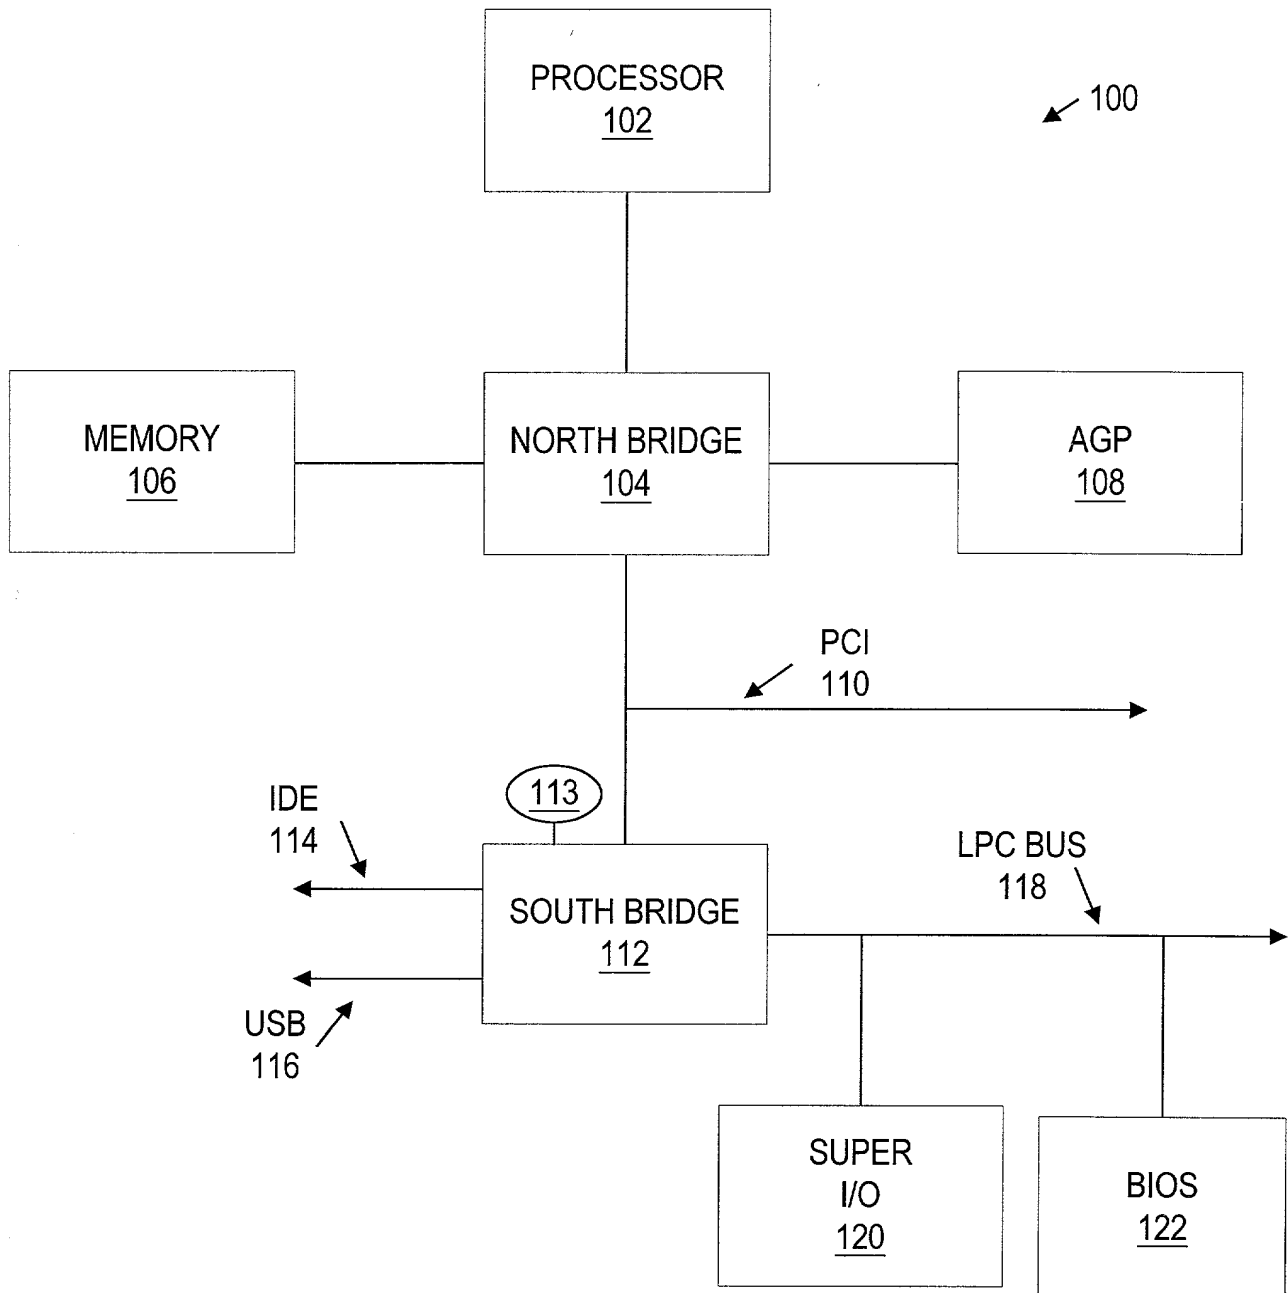 PROCESSOR
102
100
MEMORY
106
NORTH BRIDGE
104
AGP
108
PCI
110
113
IDE
114
LPC BUS
118
SOUTH BRIDGE
112
USB
116
SUPER
I/O
120
BIOS
122